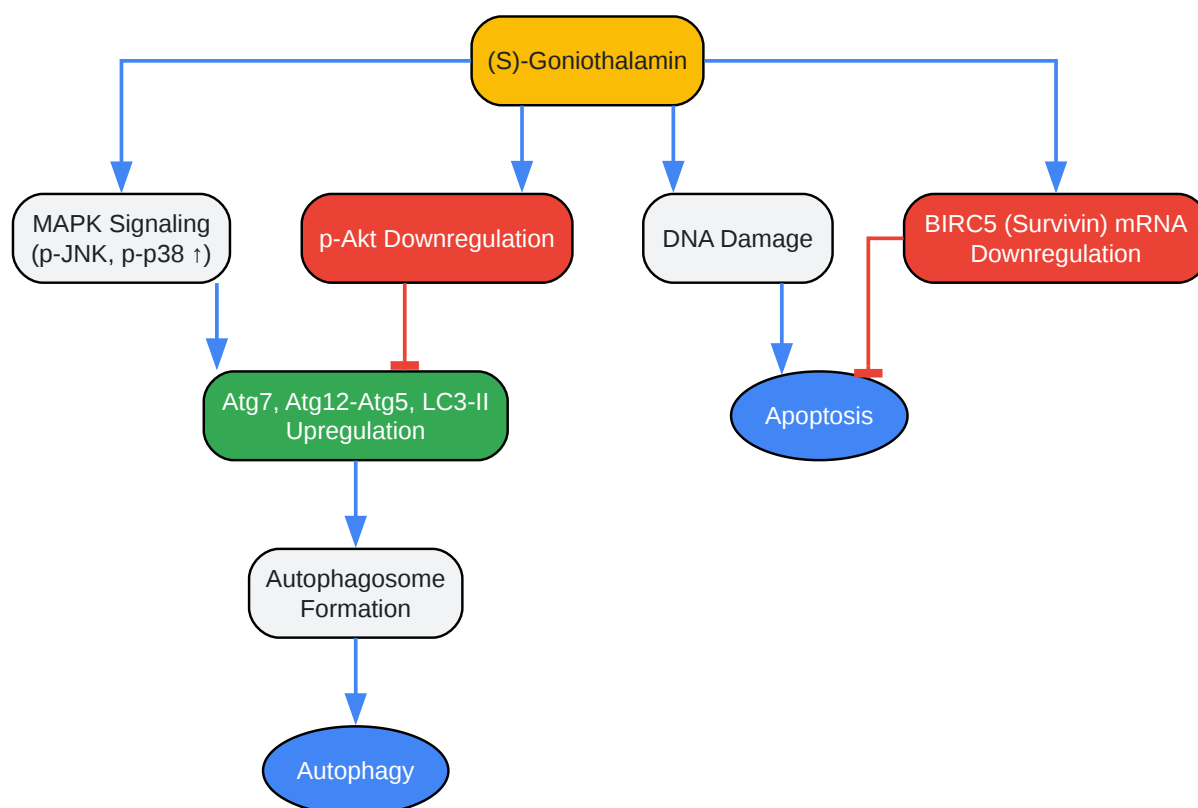 (S)-Goniothalamin
MAPK Signaling
(p-JNK, p-p38 ↑)
p-Akt Downregulation
DNA Damage
BIRC5 (Survivin) mRNA
Downregulation
Atg7, Atg12-Atg5, LC3-II
Upregulation
Apoptosis
Autophagosome
Formation
Autophagy